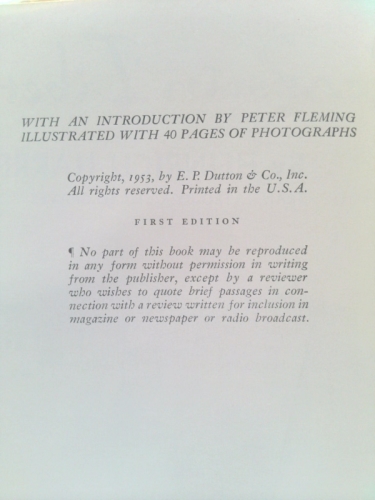 WITH AN INTRODUCTION BY PETER FLEMING
ILLUSTRATED WITH 40 PAGES OF PHOTOGRAPHS
Copyright, 1953, by E. P. Dutton & Co., Inc.
All rights reserved. Printed in the U.S.A.
FIRST EDITION
¶ No part of this book may be reproduced
in any form without permission in writing
from the publisher, except by a reviewer
who wishes to quote brief passages in con-
nection with a review written for inclusion in
magazine or newspaper or radio broadcast.